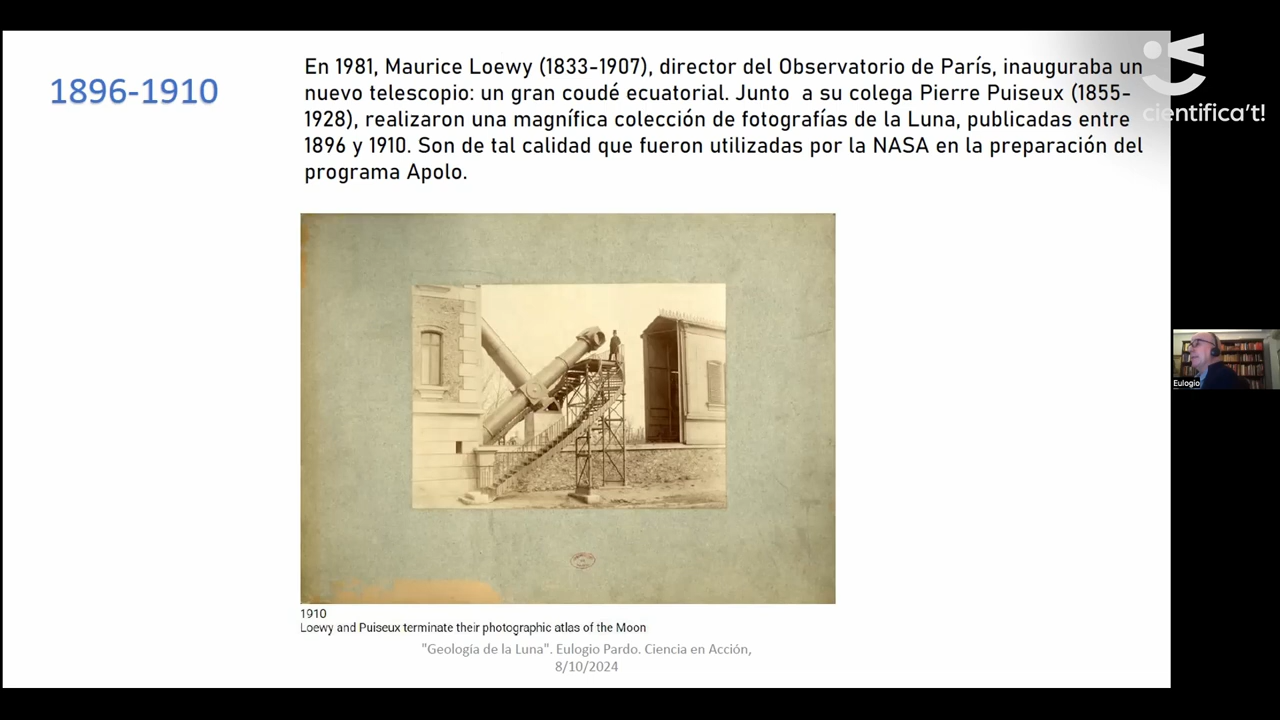 1896-1910
En 1981, Maurice Loewy (1833-1907), director del Observatorio de París, inauguraba un
nuevo telescopio: un gran coudé ecuatorial. Junto a su colega Pierre Puiseux (1855-
1928), realizaron una magnífica colección de fotografías de la Luna, publicadas entre
1896 y 1910. Son de tal calidad que fueron utilizadas por la NASA en la preparación del
programa Apolo.
cientifica't!
Eulogio
1910
Loewy and Puiseux terminate their photographic atlas of the Moon
"Geología de la Luna". Eulogio Pardo. Ciencia en Acción,
8/10/2024